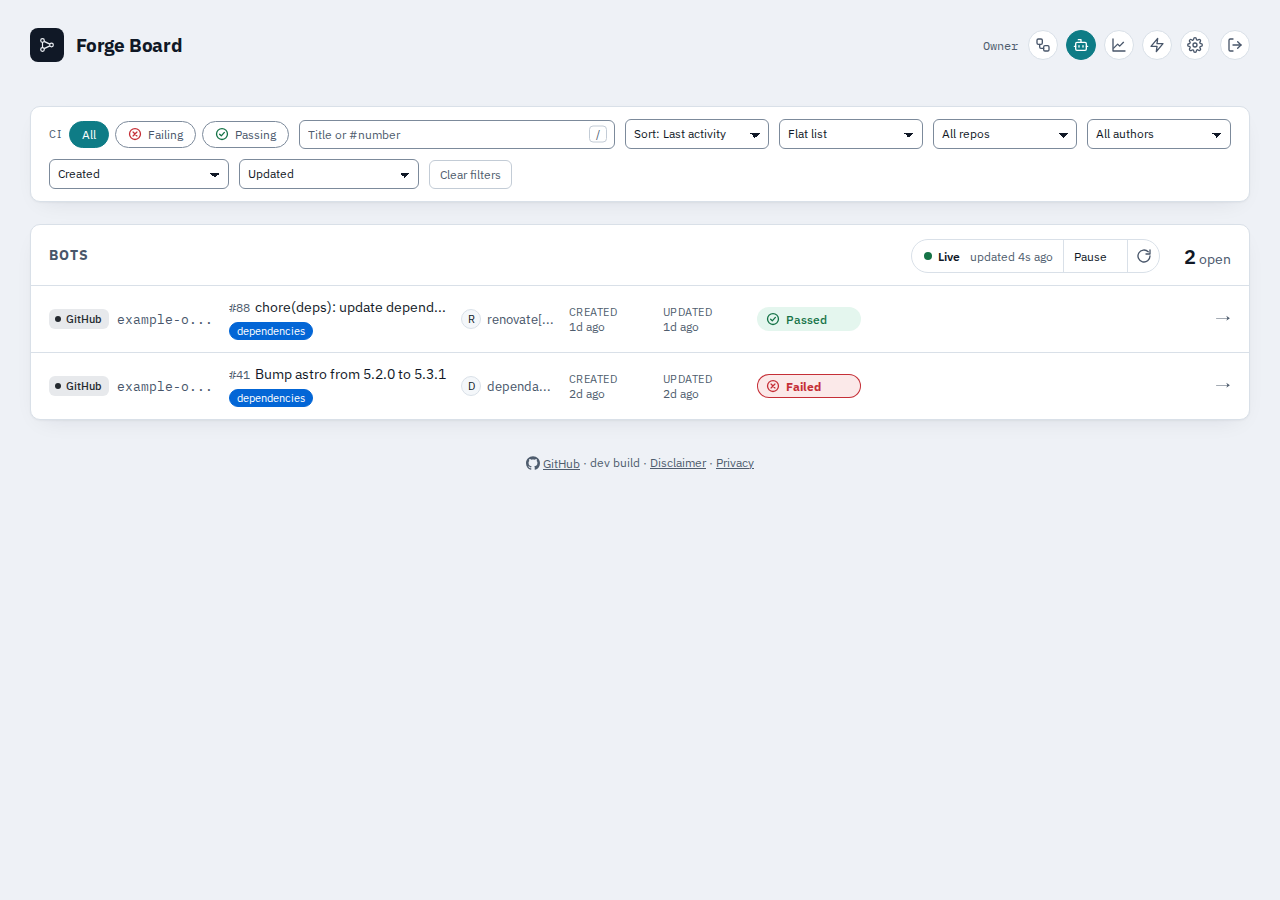 Forge Board
Owner
CI All Failing Passing Title or #number / Sort: Last activity Flat list All repos All authors
Created Updated Clear filters
BOTS
Live updated 4s ago Pause 2 open
GitHub example-o... #88 chore(deps): update depend... R renovate[... CREATED UPDATED Passed →
dependencies 1d ago 1d ago
GitHub example-o... #41 Bump astro from 5.2.0 to 5.3.1 D dependa... CREATED UPDATED Failed →
dependencies 2d ago 2d ago
GitHub · dev build · Disclaimer · Privacy